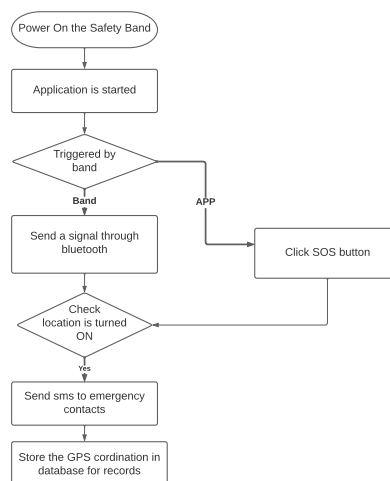 Power On the Safety Band
Application is started
Triggered by
band
Band
APP
Send a signal through
bluetooth
Click SOS button
Check
location is turned
ON
Yes
Send sms to emergency
contacts
Store the GPS cordination in
database for records